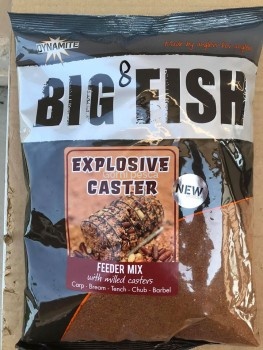 DYNAMITE
BIG FISH
EXPLOSIVE
CASTER
NEW
FEEDER MIX
with milled casters
Carp - Bream - Tench - Chub - Barbel